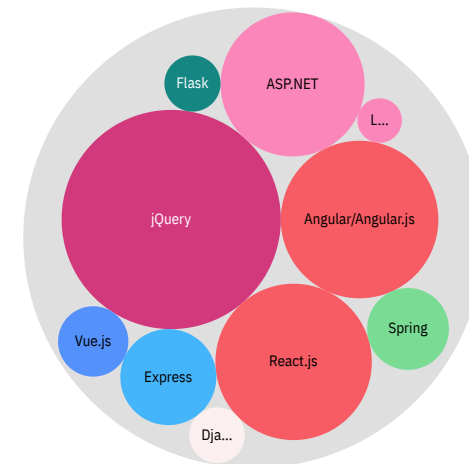 Flask
ASP.NET
L...
jQuery
Angular/Angular.js
Spring
Vue.js
React.js
Express
Dja...